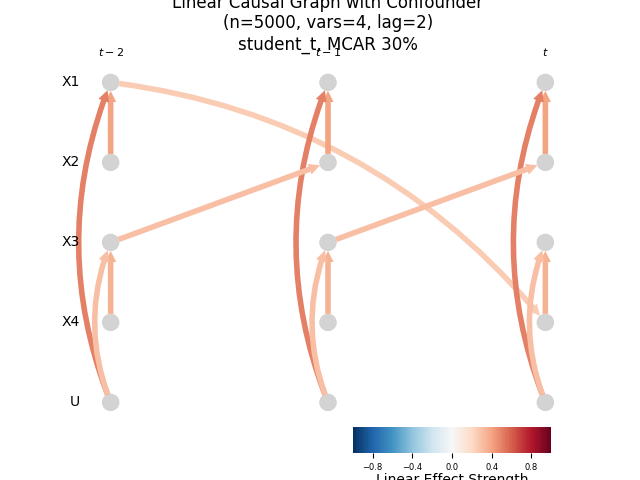 Linear Causal Graph with Confounder
(n=5000, vars=4, lag=2)
student_t, MCAR 30%
t − 2
t − 1
t
X1
X2
X3
X4
U
−0.8 −0.4 0.0 0.4 0.8
Linear Effect Strength